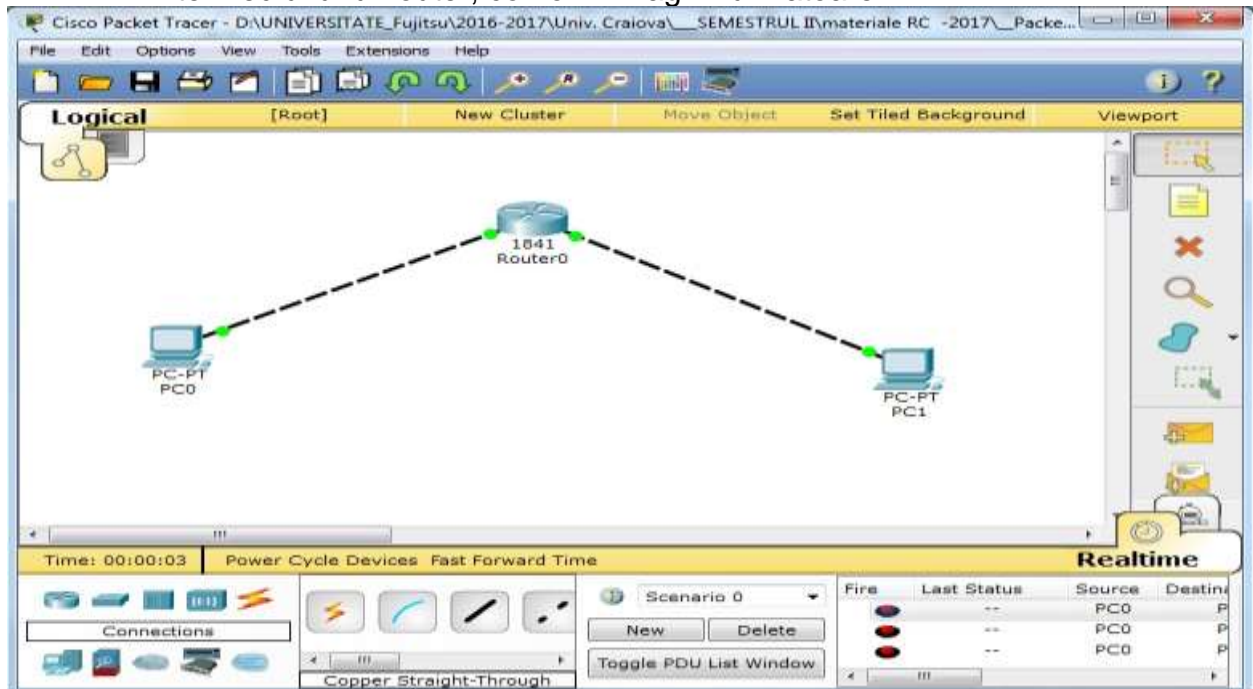 Cisco Packet Tracer - D:\UNIVERSITATE_Fujitsu\2016-2017\Univ. Craiova\__SEMESTRUL II\materiale RC -2017\__Packe...
File Edit Options View Tools Extensions Help
Logical [Root] New Cluster Move Object Set Tiled Background Viewport
1841
Router0
PC-PT
PC0
PC-PT
PC1
Time: 00:00:03 Power Cycle Devices Fast Forward Time Realtime
Scenario 0
Fire Last Status Source Destina
-- PC0 P
Connections
New Delete
-- PC0 P
-- PC0 P
Toggle PDU List Window
Copper Straight-Through